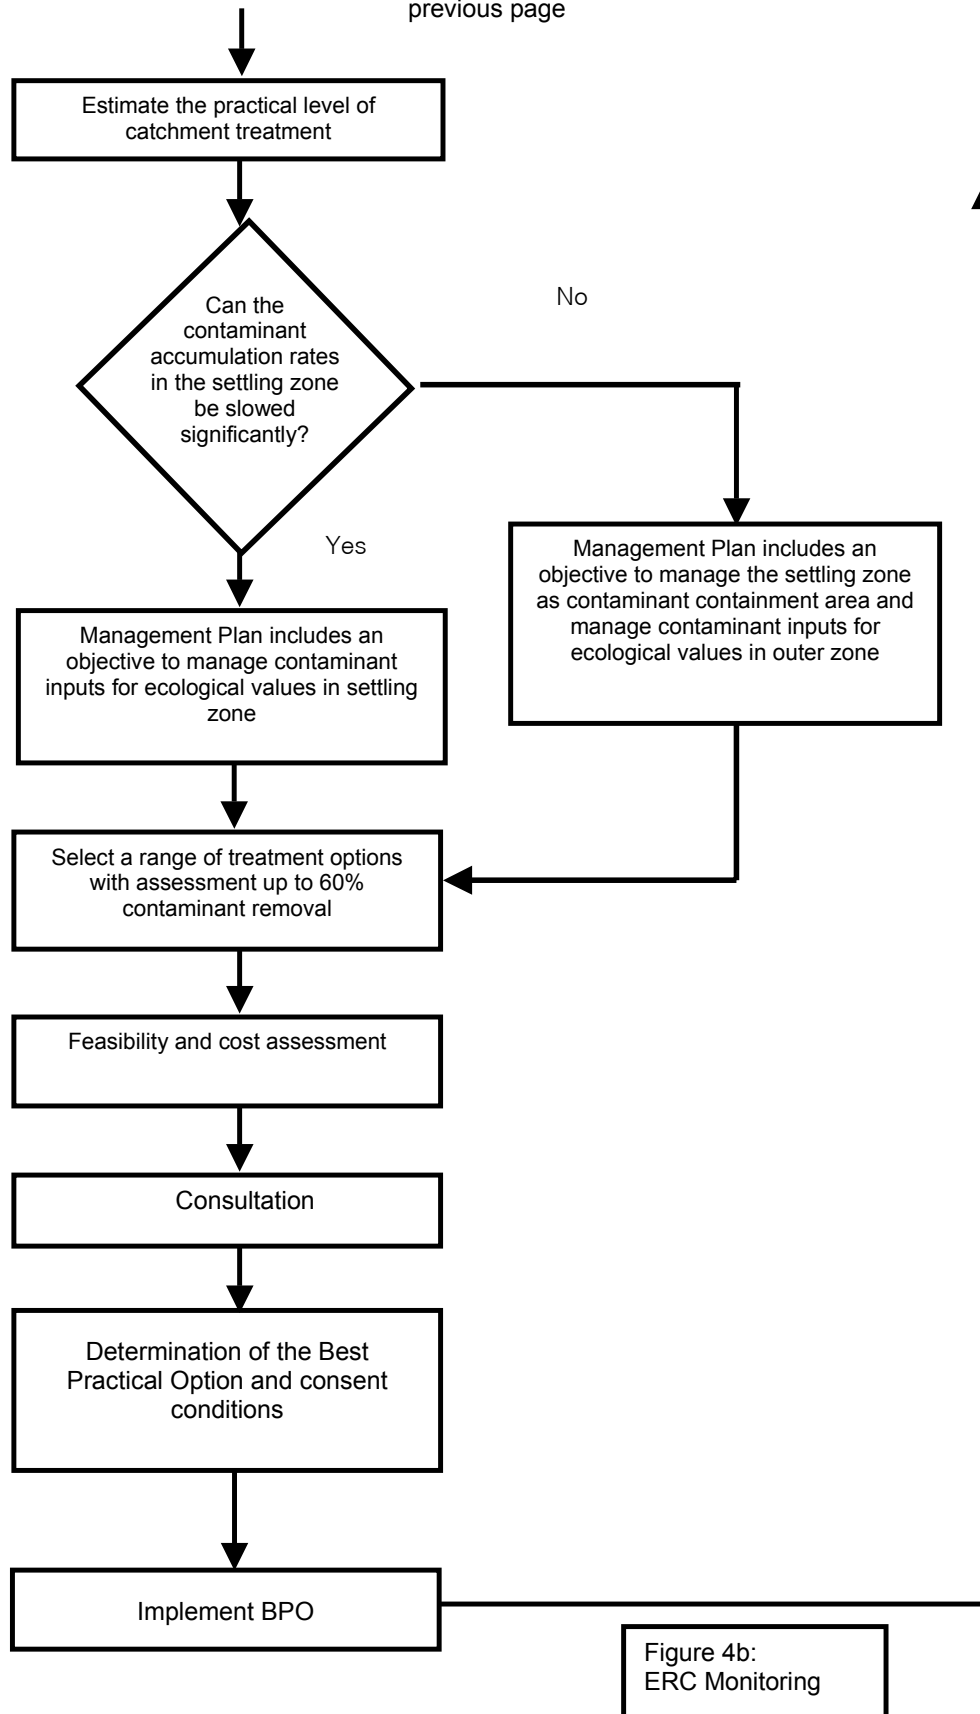 previous page
Estimate the practical level of
catchment treatment
Can the
contaminant
accumulation rates
in the settling zone
be slowed
significantly?
No
Yes
Management Plan includes an
objective to manage the settling zone
as contaminant containment area and
manage contaminant inputs for
ecological values in outer zone
Management Plan includes an
objective to manage contaminant
inputs for ecological values in settling
zone
Select a range of treatment options
with assessment up to 60%
contaminant removal
Feasibility and cost assessment
Consultation
Determination of the Best
Practical Option and consent
conditions
Implement BPO
Figure 4b:
ERC Monitoring